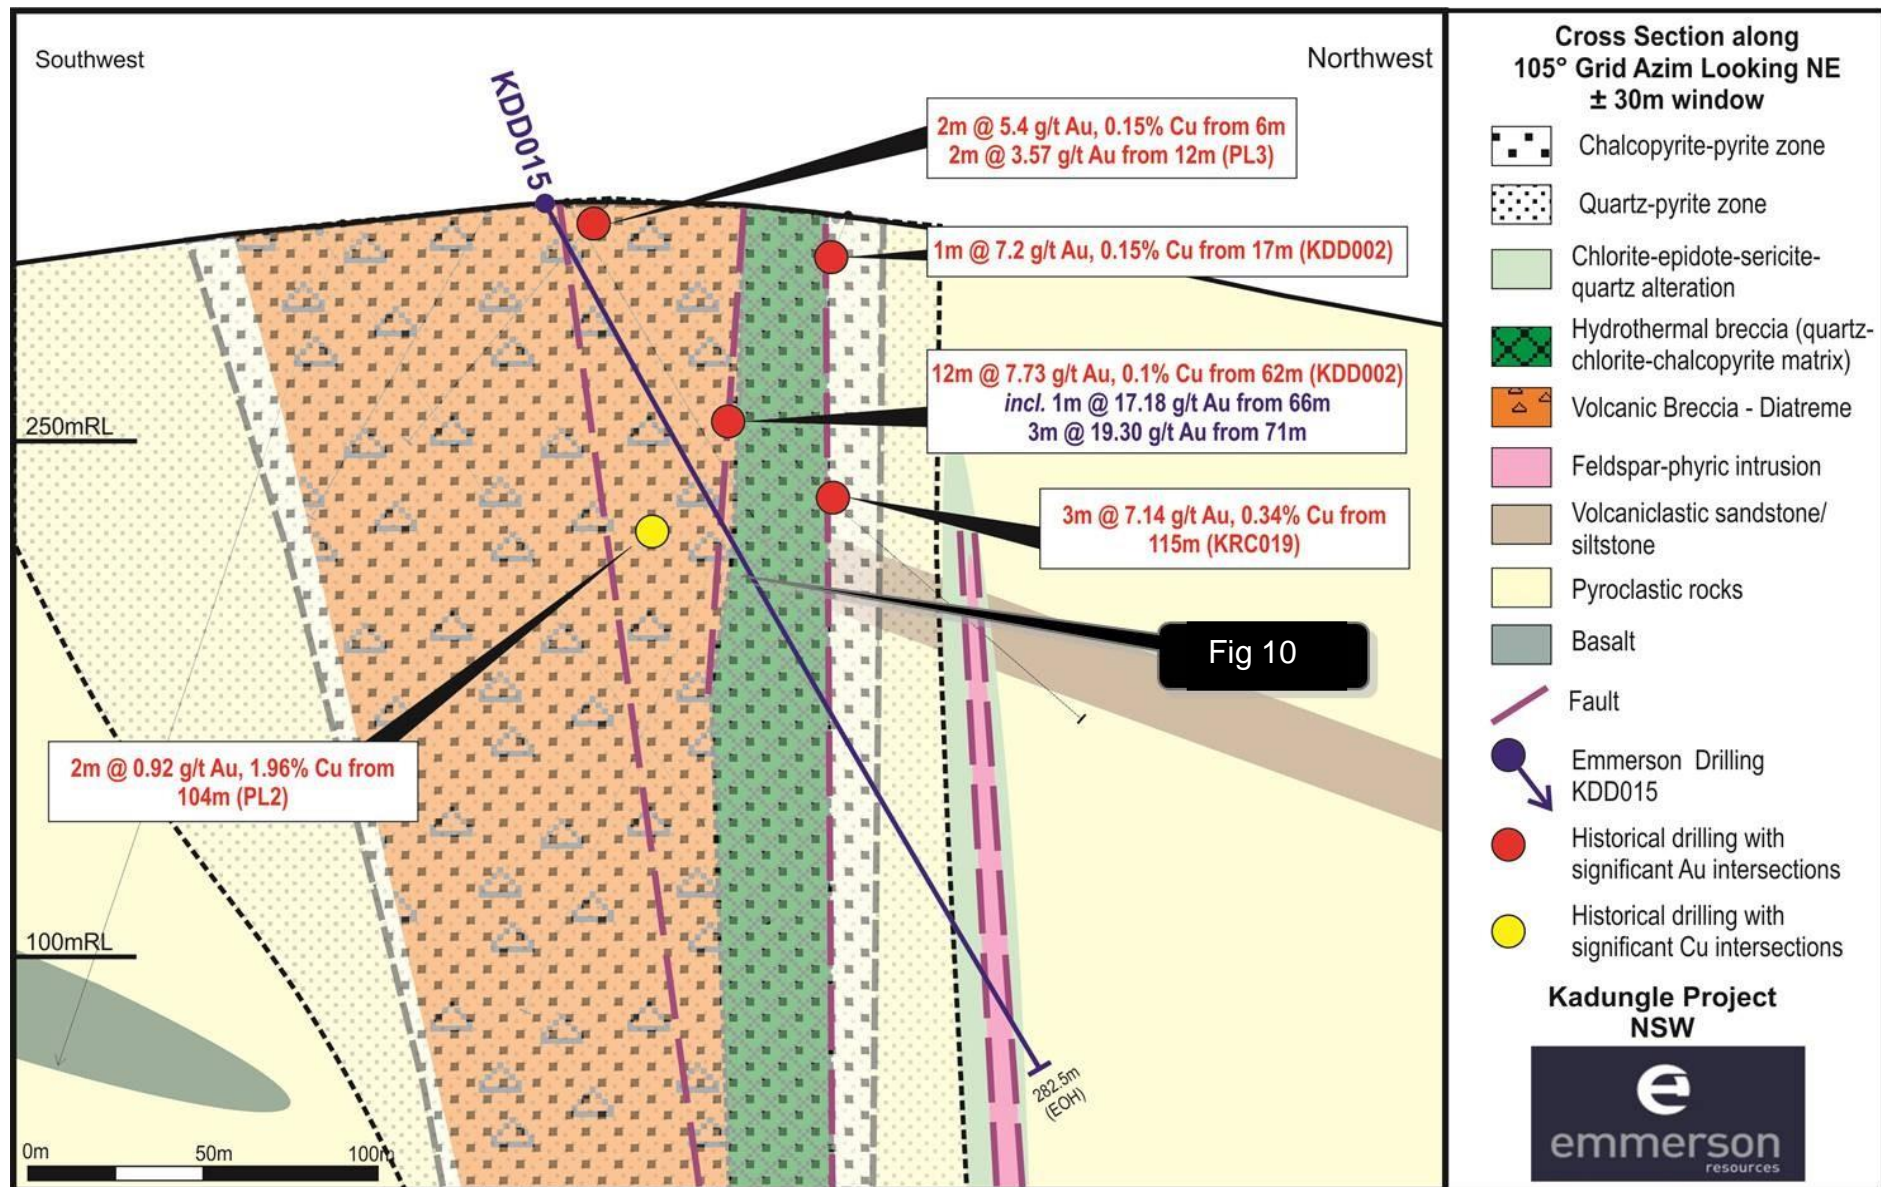 Southwest
Northwest
KDD015
2m @ 5.4 g/t Au, 0.15% Cu from 6m
2m @ 3.57 g/t Au from 12m (PL3)
1m @ 7.2 g/t Au, 0.15% Cu from 17m (KDD002)
12m @ 7.73 g/t Au, 0.1% Cu from 62m (KDD002)
incl. 1m @ 17.18 g/t Au from 66m
3m @ 19.30 g/t Au from 71m
250mRL
3m @ 7.14 g/t Au, 0.34% Cu from
115m (KRC019)
Fig 10
2m @ 0.92 g/t Au, 1.96% Cu from
104m (PL2)
100mRL
282.5m
(EOH)
0m
50m
100m
Cross Section along
105° Grid Azim Looking NE
± 30m window
Chalcopyrite-pyrite zone
Quartz-pyrite zone
Chlorite-epidote-sericite-
quartz alteration
Hydrothermal breccia (quartz-
chlorite-chalcopyrite matrix)
Volcanic Breccia - Diatreme
Feldspar-phyric intrusion
Volcaniclastic sandstone/
siltstone
Pyroclastic rocks
Basalt
Fault
Emmerson Drilling
KDD015
Historical drilling with
significant Au intersections
Historical drilling with
significant Cu intersections
Kadungle Project
NSW
e
emmerson
resources